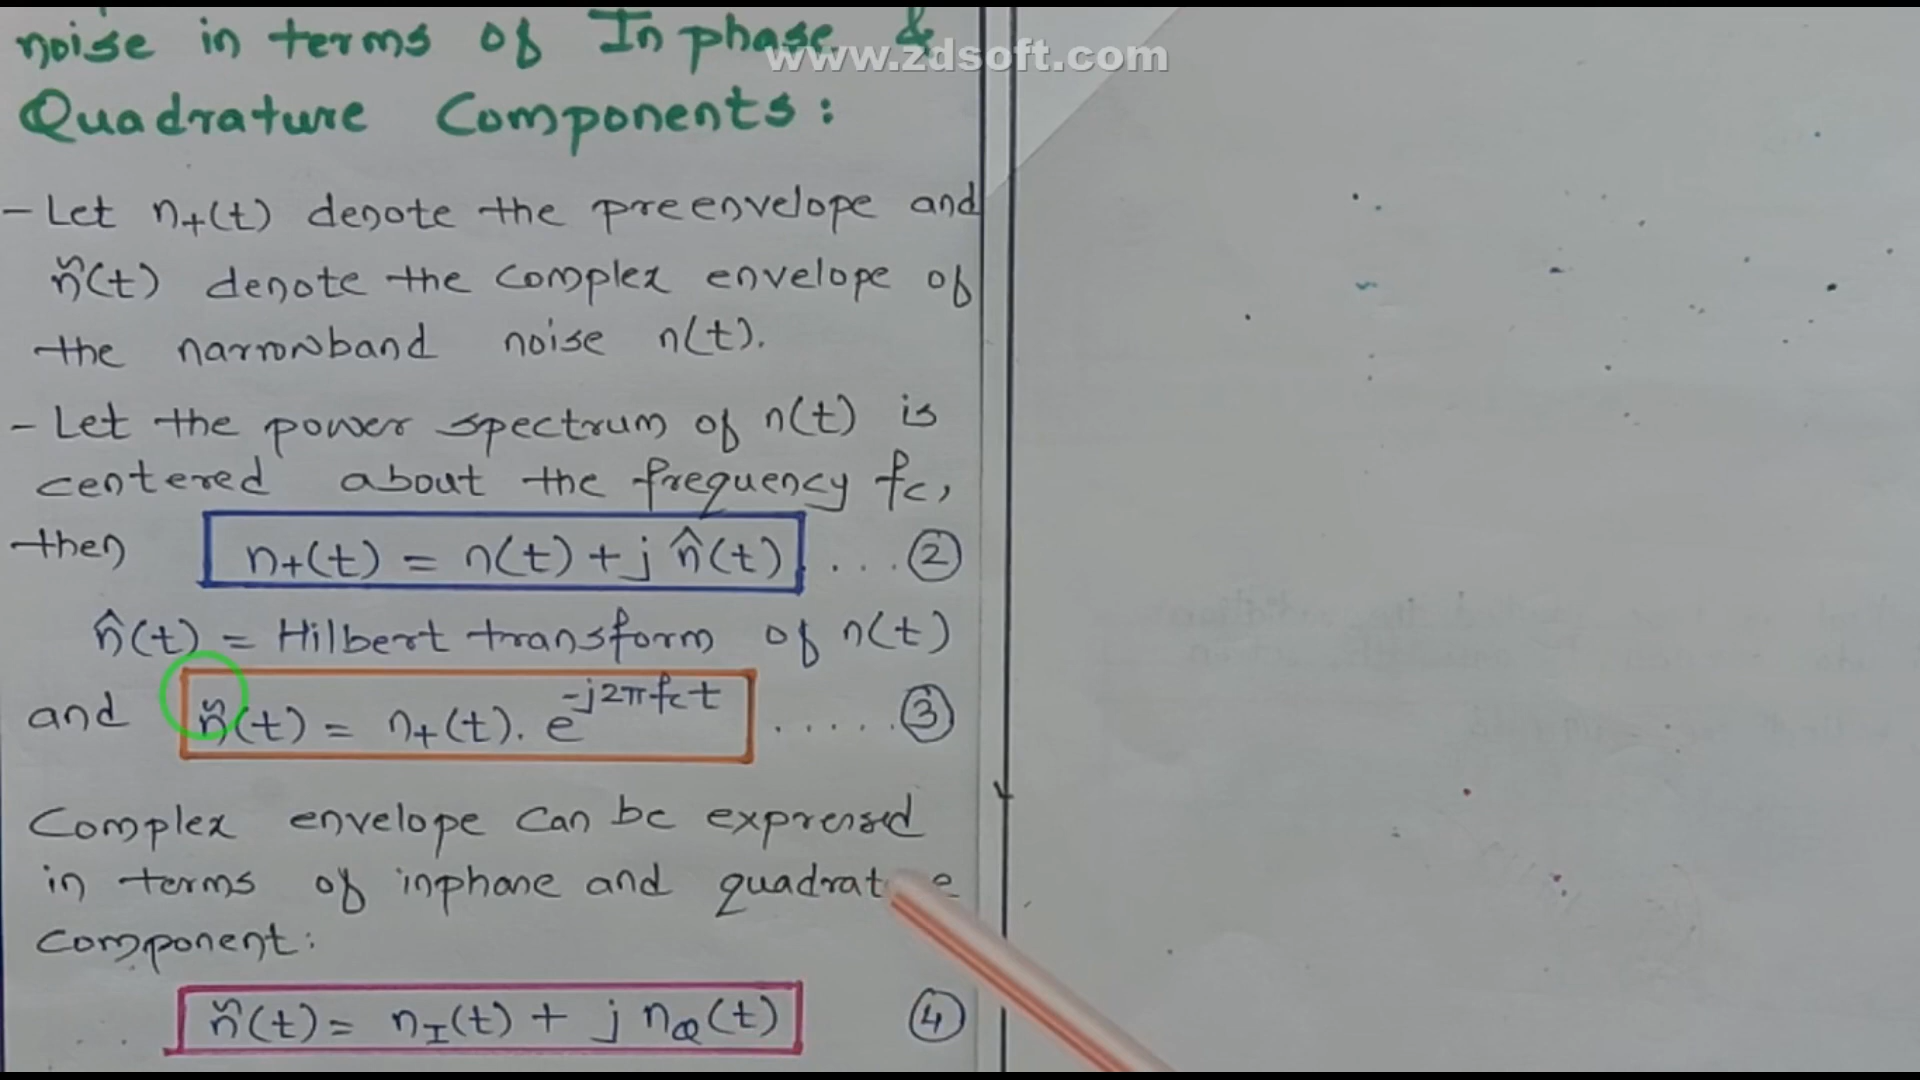 noise in terms of Inphase &
www.zdsoft.com
Quadrature Components:
- Let n₊(t) denote the preenvelope and
ñ(t) denote the complex envelope of
the narrowband noise n(t).
- Let the power spectrum of n(t) is
centered about the frequency fc,
then n₊(t) = n(t) + j n̂(t) ... ②
n̂(t) = Hilbert transform of n(t)
and ñ(t) = n₊(t). e^-j2πfct ..... ③
Complex envelope can be expressed
in terms of inphase and
component:
ñ(t) = nI(t) + j nQ(t) ④